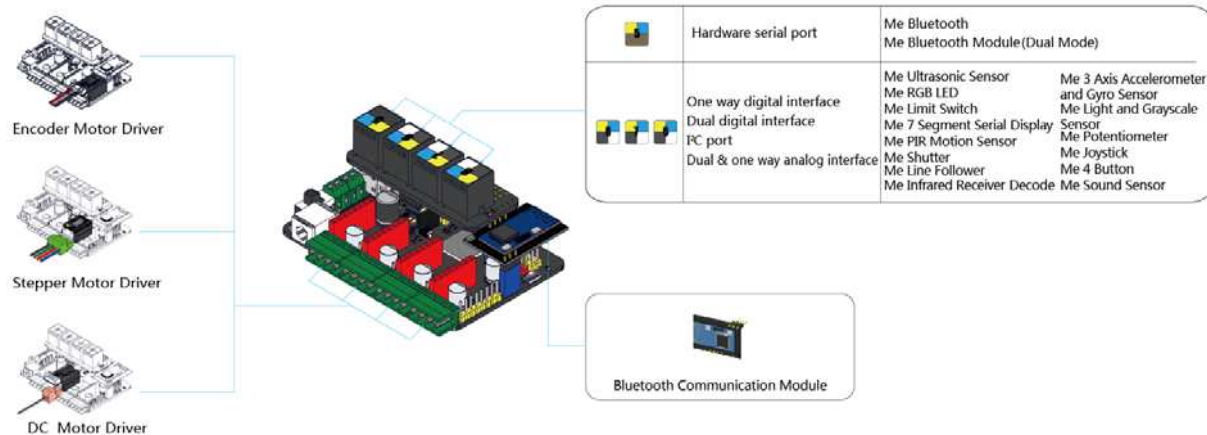 Encoder Motor Driver
Stepper Motor Driver
DC Motor Driver
Hardware serial port
Me Bluetooth
Me Bluetooth Module(Dual Mode)
One way digital interface
Dual digital interface
I²C port
Dual & one way analog interface
Me Ultrasonic Sensor
Me RGB LED
Me Limit Switch
Me 7 Segment Serial Display
Me PIR Motion Sensor
Me Shutter
Me Line Follower
Me Infrared Receiver Decode
Me 3 Axis Accelerometer
and Gyro Sensor
Me Light and Grayscale
Sensor
Me Potentiometer
Me Joystick
Me 4 Button
Me Sound Sensor
Bluetooth Communication Module